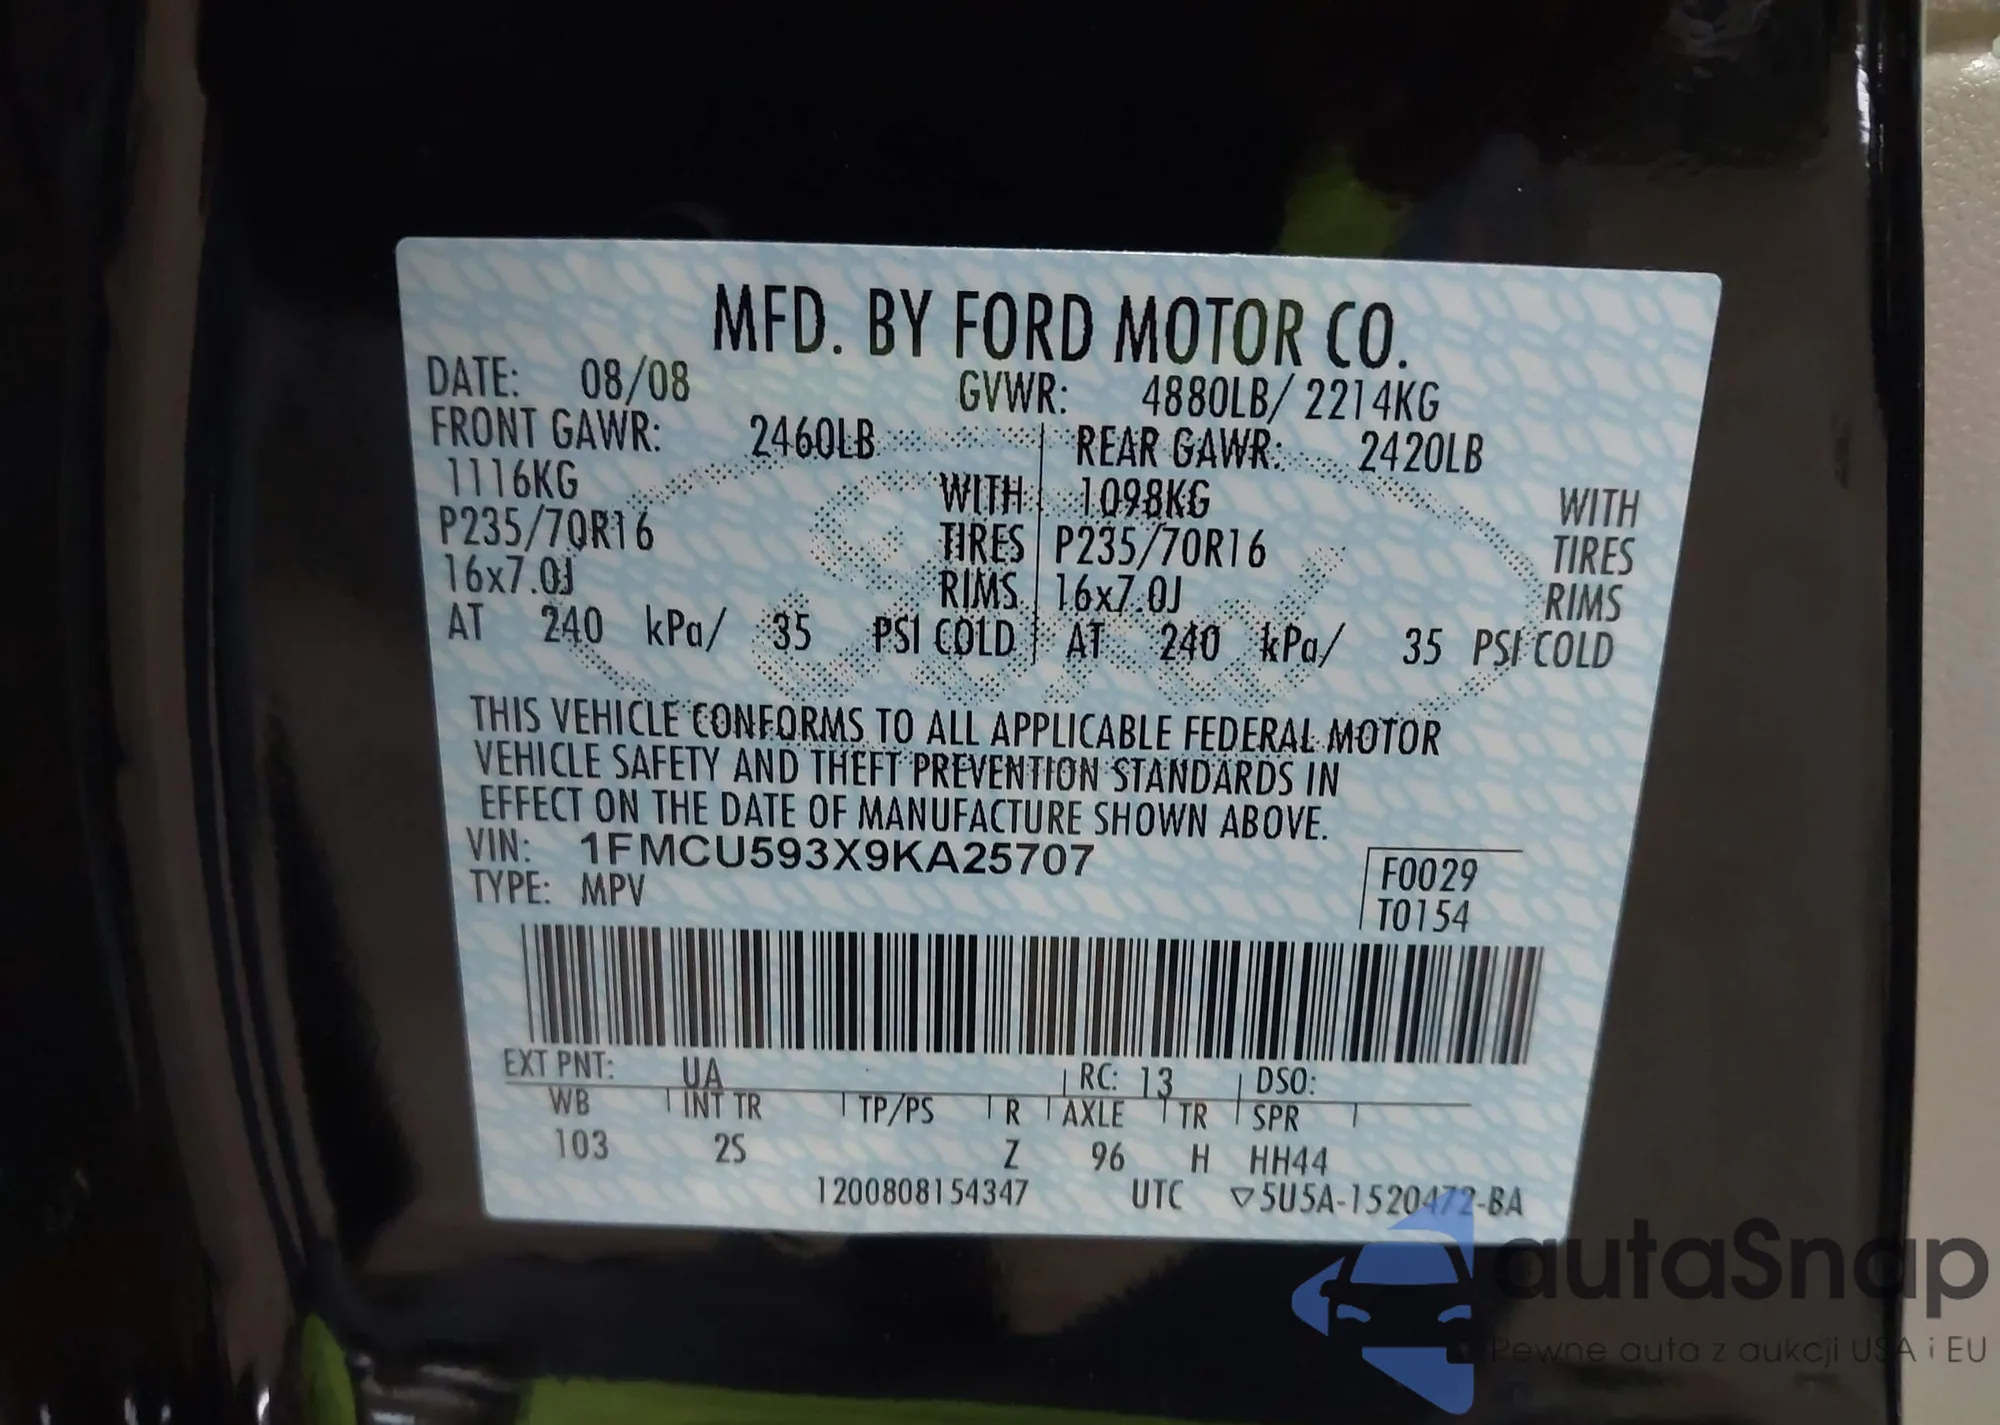 MFD. BY FORD MOTOR CO.
DATE: 08/08 GVWR: 4880LB/ 2214KG
FRONT GAWR: 2460LB REAR GAWR: 2420LB
1116KG WITH 1098KG WITH
P235/70R16 TIRES P235/70R16 TIRES
16x7.0J RIMS 16x7.0J RIMS
AT 240 kPa/ 35 PSI COLD AT 240 kPa/ 35 PSI COLD
THIS VEHICLE CONFORMS TO ALL APPLICABLE FEDERAL MOTOR
VEHICLE SAFETY AND THEFT PREVENTION STANDARDS IN
EFFECT ON THE DATE OF MANUFACTURE SHOWN ABOVE.
VIN: 1FMCU593X9KA25707
TYPE: MPV
F0029
T0154
EXT PNT: UA RC: 13 DSO:
WB INT TR TP/PS R AXLE TR SPR
103 2S Z 96 H HH44
1200808154347 UTC ▽5U5A-1520472-BA
autaSnap
Pewne auta z aukcji USA i EU